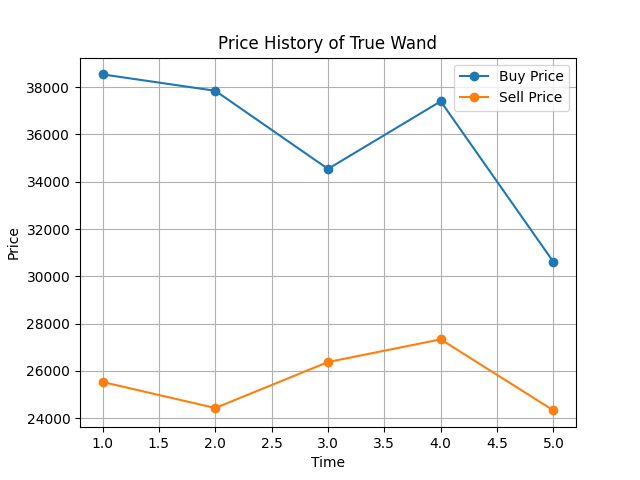 Price History of True Wand
Buy Price
Sell Price
38000
36000
34000
32000
30000
28000
26000
24000
Price
1.0 1.5 2.0 2.5 3.0 3.5 4.0 4.5 5.0
Time